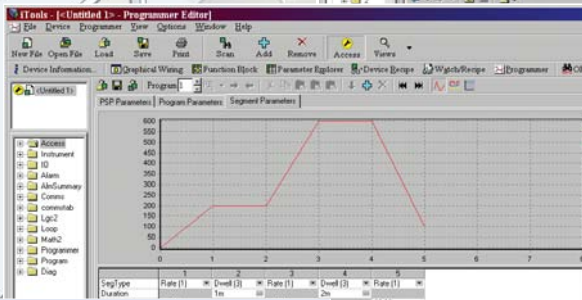 iTools - [<Untitled 1> - Programmer Editor]
File Device Programmer View Options Window Help
New File Open File Load Save Print Scan Add Remove Access Views
Device Information... Graphical Wiring Function Block Parameter Explorer Device Recipe Watch/Recipe Programmer
<Untitled 1> Program 1
PSP Parameters Program Parameters Segment Parameters
600
550
500
450
400
350
300
250
200
150
100
50
0
0 1 2 3 4 5 6 7
Access
Instrument
IO
Alarm
AlmSummary
Comms
commstab
Lgc2
Loop
Math2
Programmer
Program
Diag
1 2 3 4 5
SegType Rate (1) Dwell (3) Rate (1) Dwell (3) Rate (1)
Duration 1m 2m